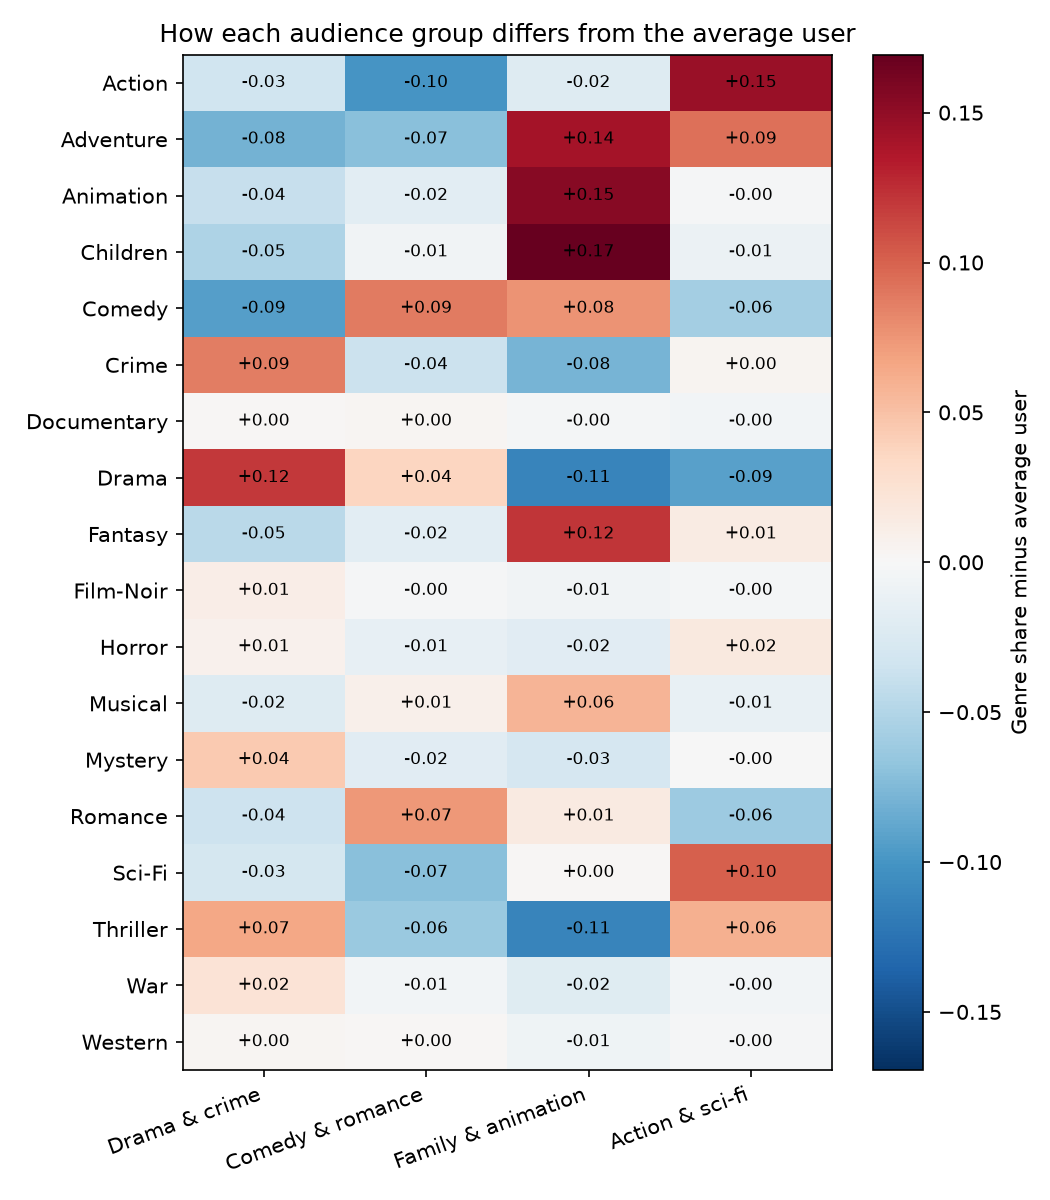 How each audience group differs from the average user
Action -0.03 -0.10 -0.02 +0.15
Adventure -0.08 -0.07 +0.14 +0.09
Animation -0.04 -0.02 +0.15 -0.00
Children -0.05 -0.01 +0.17 -0.01
Comedy -0.09 +0.09 +0.08 -0.06
Crime +0.09 -0.04 -0.08 +0.00
Documentary +0.00 +0.00 -0.00 -0.00
Drama +0.12 +0.04 -0.11 -0.09
Fantasy -0.05 -0.02 +0.12 +0.01
Film-Noir +0.01 -0.00 -0.01 -0.00
Horror +0.01 -0.01 -0.02 +0.02
Musical -0.02 +0.01 +0.06 -0.01
Mystery +0.04 -0.02 -0.03 -0.00
Romance -0.04 +0.07 +0.01 -0.06
Sci-Fi -0.03 -0.07 +0.00 +0.10
Thriller +0.07 -0.06 -0.11 +0.06
War +0.02 -0.01 -0.02 -0.00
Western +0.00 +0.00 -0.01 -0.00
Drama & crime
Comedy & romance
Family & animation
Action & sci-fi
0.15
0.10
0.05
0.00
−0.05
−0.10
−0.15
Genre share minus average user